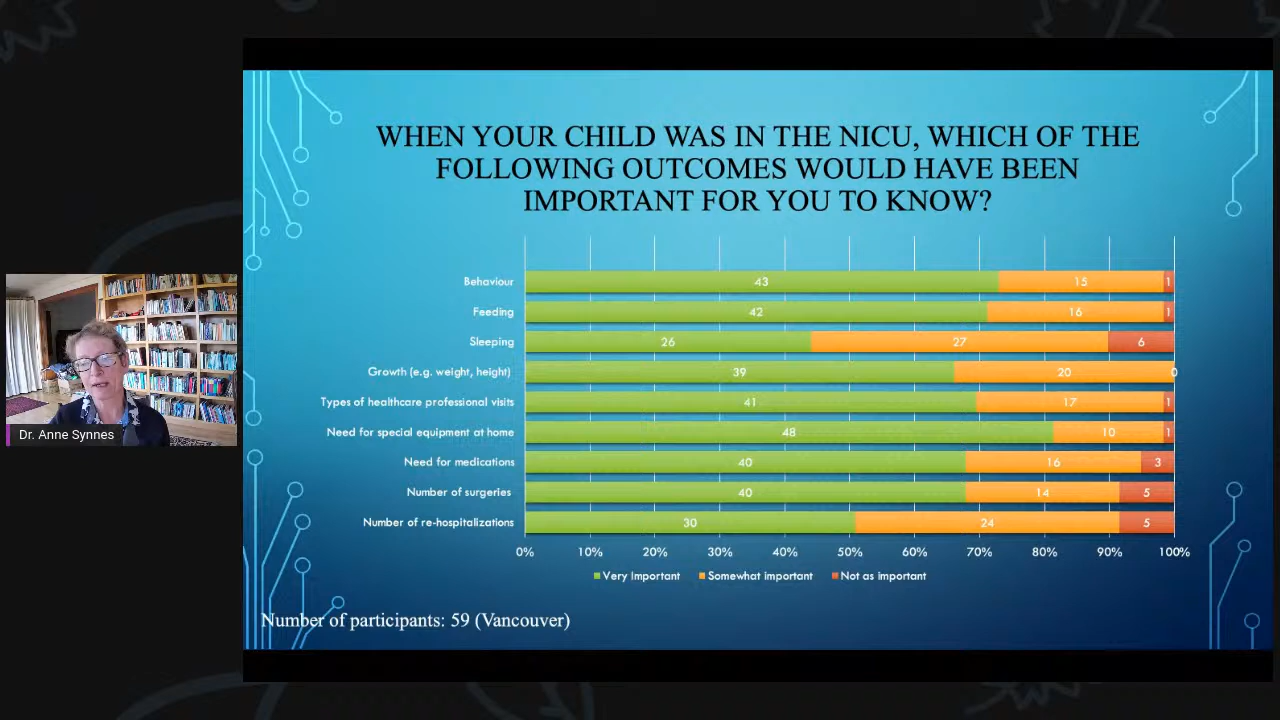 WHEN YOUR CHILD WAS IN THE NICU, WHICH OF THE
FOLLOWING OUTCOMES WOULD HAVE BEEN
IMPORTANT FOR YOU TO KNOW?
Behaviour 43 15 1
Feeding 42 16 1
Sleeping 26 27 6
Growth (e.g. weight, height) 39 20 0
Types of healthcare professional visits 41 17 1
Need for special equipment at home 48 10 1
Need for medications 40 16 3
Number of surgeries 40 14 5
Number of re-hospitalizations 30 24 5
0% 10% 20% 30% 40% 50% 60% 70% 80% 90% 100%
Very Important Somewhat important Not as important
Number of participants: 59 (Vancouver)
Dr. Anne Synnes